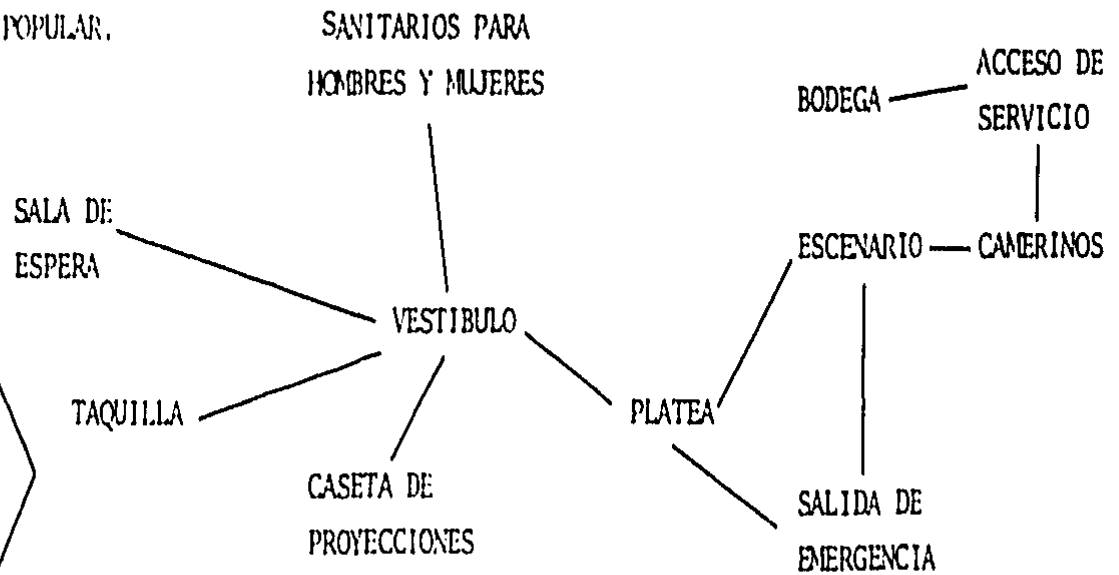 POPULAR.
SANITARIOS PARA
HOMBRES Y MUJERES
BODEGA
ACCESO DE
SERVICIO
SALA DE
ESPERA
ESCENARIO
CAMERINOS
VESTIBULO
TAQUILLA
PLATEA
CASETA DE
PROYECCIONES
SALIDA DE
EMERGENCIA